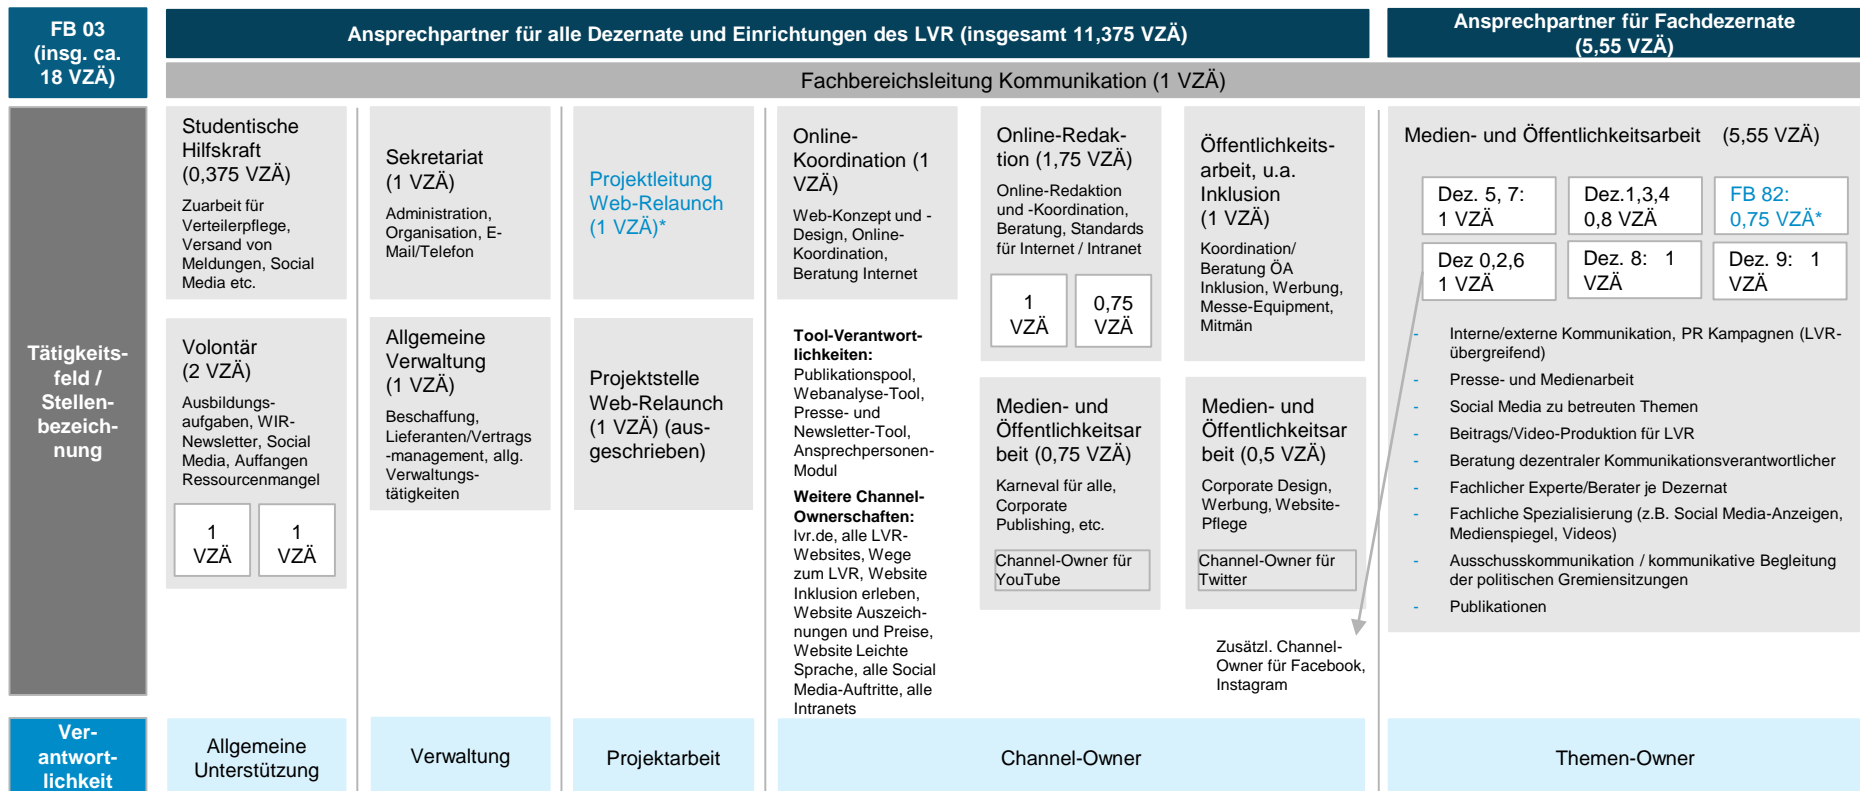 FB 03
(insg. ca.
18 VZÄ)
Ansprechpartner für alle Dezernate und Einrichtungen des LVR (insgesamt 11,375 VZÄ)
Ansprechpartner für Fachdezernate
(5,55 VZÄ)
Fachbereichsleitung Kommunikation (1 VZÄ)
Tätigkeits-
feld /
Stellen-
bezeich-
nung
Studentische
Hilfskraft
(0,375 VZÄ)
Zuarbeit für
Verteilerpflege,
Versand von
Meldungen, Social
Media etc.
Volontär
(2 VZÄ)
Ausbildungs-
aufgaben, WIR-
Newsletter, Social
Media, Auffangen
Ressourcenmangel
1
VZÄ
1
VZÄ
Sekretariat
(1 VZÄ)
Administration,
Organisation, E-
Mail/Telefon
Allgemeine
Verwaltung
(1 VZÄ)
Beschaffung,
Lieferanten/Vertrags
-management, allg.
Verwaltungs-
tätigkeiten
Projektleitung
Web-Relaunch
(1 VZÄ)*
Projektstelle
Web-Relaunch
(1 VZÄ) (aus-
geschrieben)
Online-
Koordination (1
VZÄ)
Web-Konzept und -
Design, Online-
Koordination,
Beratung Internet
Tool-Verantwort-
lichkeiten:
Publikationspool,
Webanalyse-Tool,
Presse- und
Newsletter-Tool,
Ansprechpersonen-
Modul
Weitere Channel-
Ownerschaften:
lvr.de, alle LVR-
Websites, Wege
zum LVR, Website
Inklusion erleben,
Website Auszeich-
nungen und Preise,
Website Leichte
Sprache, alle Social
Media-Auftritte, alle
Intranets
Online-Redak-
tion (1,75 VZÄ)
Online-Redaktion
und -Koordination,
Beratung, Standards
für Internet / Intranet
1
VZÄ
0,75
VZÄ
Medien- und
Öffentlichkeitsar
beit (0,75 VZÄ)
Karneval für alle,
Corporate
Publishing, etc.
Channel-Owner für
YouTube
Öffentlichkeits-
arbeit, u.a.
Inklusion
(1 VZÄ)
Koordination/
Beratung ÖA
Inklusion, Werbung,
Messe-Equipment,
Mitmän
Medien- und
Öffentlichkeitsar
beit (0,5 VZÄ)
Corporate Design,
Werbung, Website-
Pflege
Channel-Owner für
Twitter
Zusätzl. Channel-
Owner für Facebook,
Instagram
Medien- und Öffentlichkeitsarbeit (5,55 VZÄ)
Dez. 5, 7:
1 VZÄ
Dez.1,3,4
0,8 VZÄ
FB 82:
0,75 VZÄ*
Dez 0,2,6
1 VZÄ
Dez. 8: 1
VZÄ
Dez. 9: 1
VZÄ
- Interne/externe Kommunikation, PR Kampagnen (LVR-
übergreifend)
- Presse- und Medienarbeit
- Social Media zu betreuten Themen
- Beitrags/Video-Produktion für LVR
- Beratung dezentraler Kommunikationsverantwortlicher
- Fachlicher Experte/Berater je Dezernat
- Fachliche Spezialisierung (z.B. Social Media-Anzeigen,
Medienspiegel, Videos)
- Ausschusskommunikation / kommunikative Begleitung
der politischen Gremiensitzungen
- Publikationen
Ver-
antwort-
lichkeit
Allgemeine
Unterstützung
Verwaltung
Projektarbeit
Channel-Owner
Themen-Owner